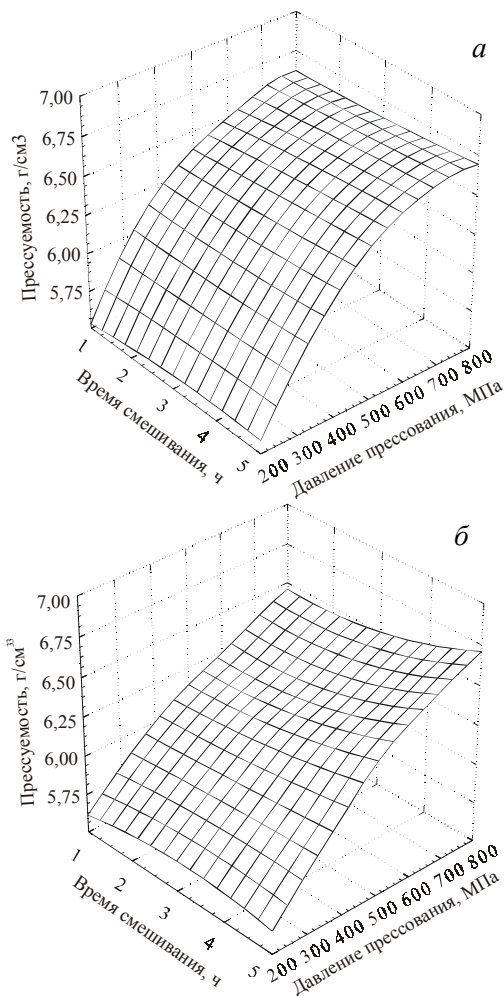 а
7,00
6,75
6,50
6,25
6,00
5,75
Прессуемость, г/см3
1
2
3
4
5
Время смешивания, ч
200 300 400 500 600 700 800
Давление прессования, МПа
б
7,00
6,75
6,50
6,25
6,00
5,75
Прессуемость, г/см³³
1
2
3
4
5
Время смешивания, ч
200 300 400 500 600 700 800
Давление прессования, МПа